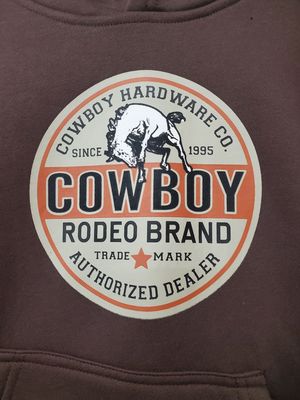 COWBOY HARDWARE CO.
SINCE 1995
COWBOY
RODEO BRAND
TRADE MARK
AUTHORIZED DEALER